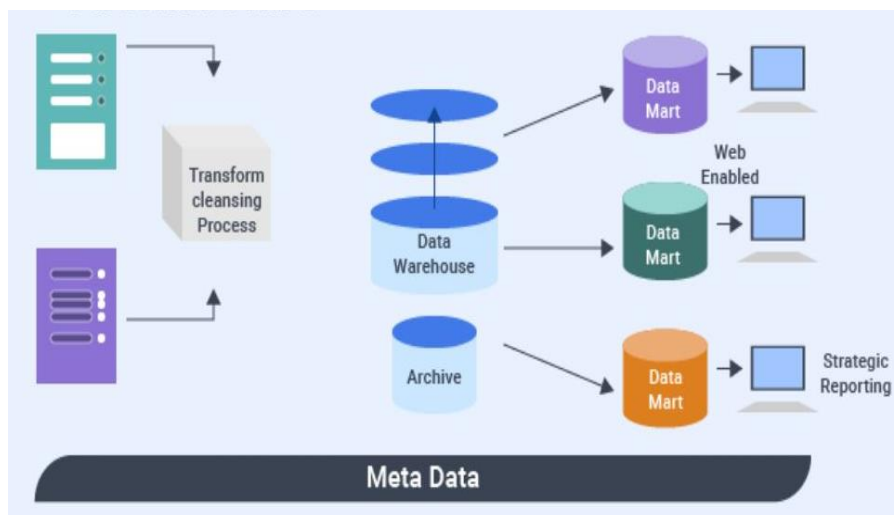 Transform
cleansing
Process
Data
Warehouse
Archive
Data
Mart
Web
Enabled
Data
Mart
Data
Mart
Strategic
Reporting
Meta Data